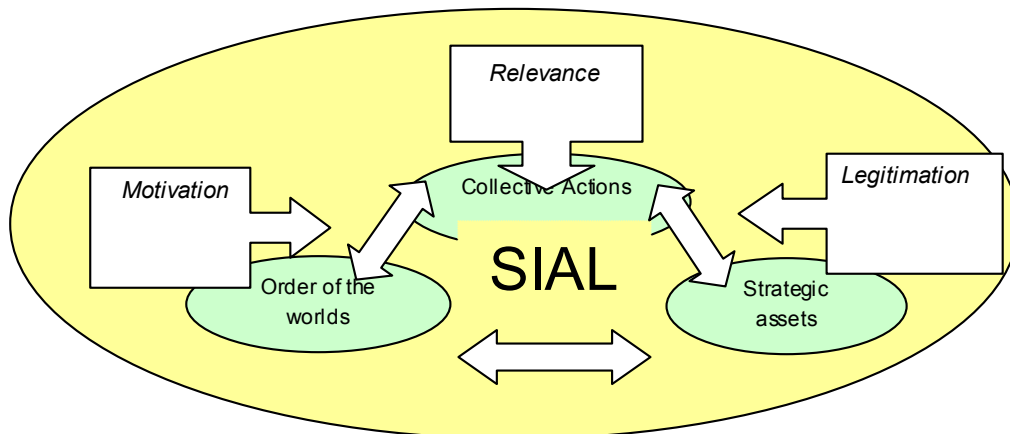 Relevance
Motivation
Collective Actions
Legitimation
SIAL
Order of the
worlds
Strategic
assets